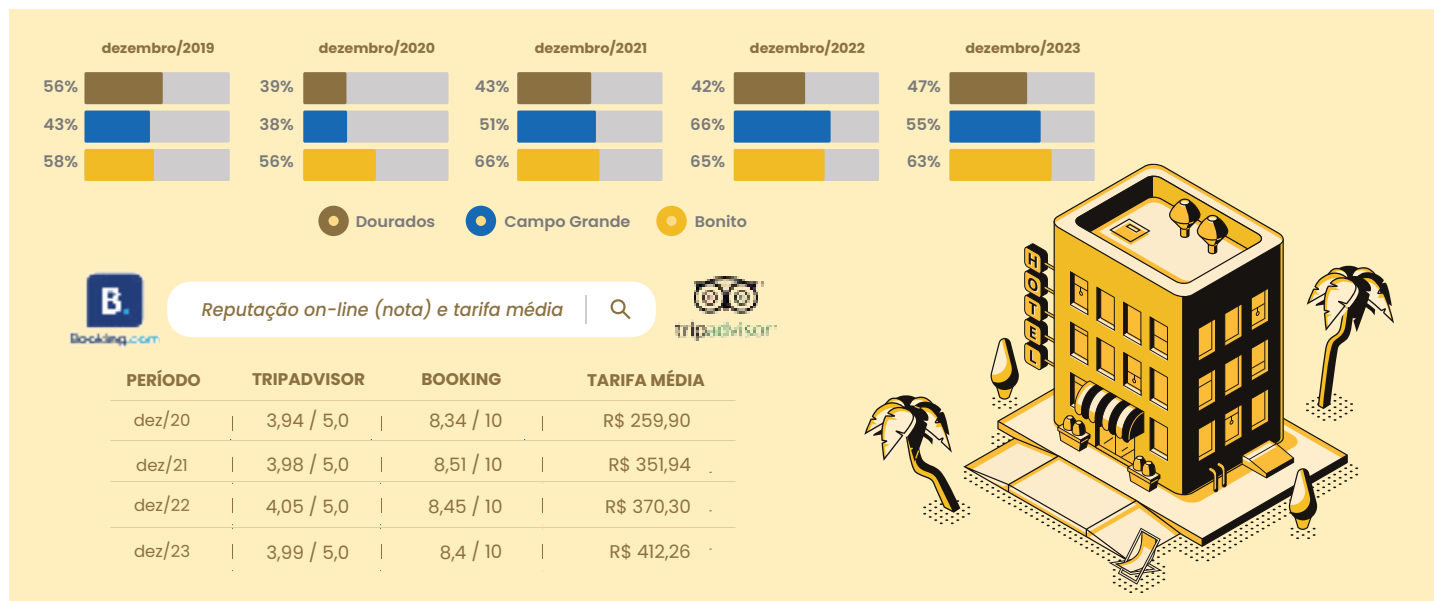 dezembro/2019 dezembro/2020 dezembro/2021 dezembro/2022 dezembro/2023
56% 39% 43% 42% 47%
43% 38% 51% 66% 55%
58% 56% 66% 65% 63%
Dourados Campo Grande Bonito
B.
Booking.com
Reputação on-line (nota) e tarifa média
tripadvisor
HOTEL
PERÍODO TRIPADVISOR BOOKING TARIFA MÉDIA
dez/20 3,94 / 5,0 8,34 / 10 R$ 259,90
dez/21 3,98 / 5,0 8,51 / 10 R$ 351,94
dez/22 4,05 / 5,0 8,45 / 10 R$ 370,30
dez/23 3,99 / 5,0 8,4 / 10 R$ 412,26